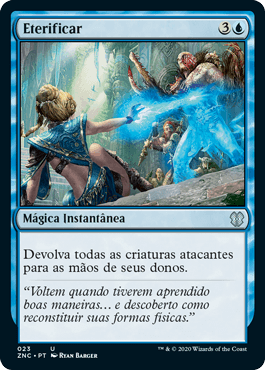 Eterificar 3
Mágica Instantânea
Devolva todas as criaturas atacantes
para as mãos de seus donos.
“Voltem quando tiverem aprendido
boas maneiras… e descoberto como
reconstituir suas formas físicas.”
023 U
ZNC • PT Ryan Barger ™ & © 2020 Wizards of the Coast